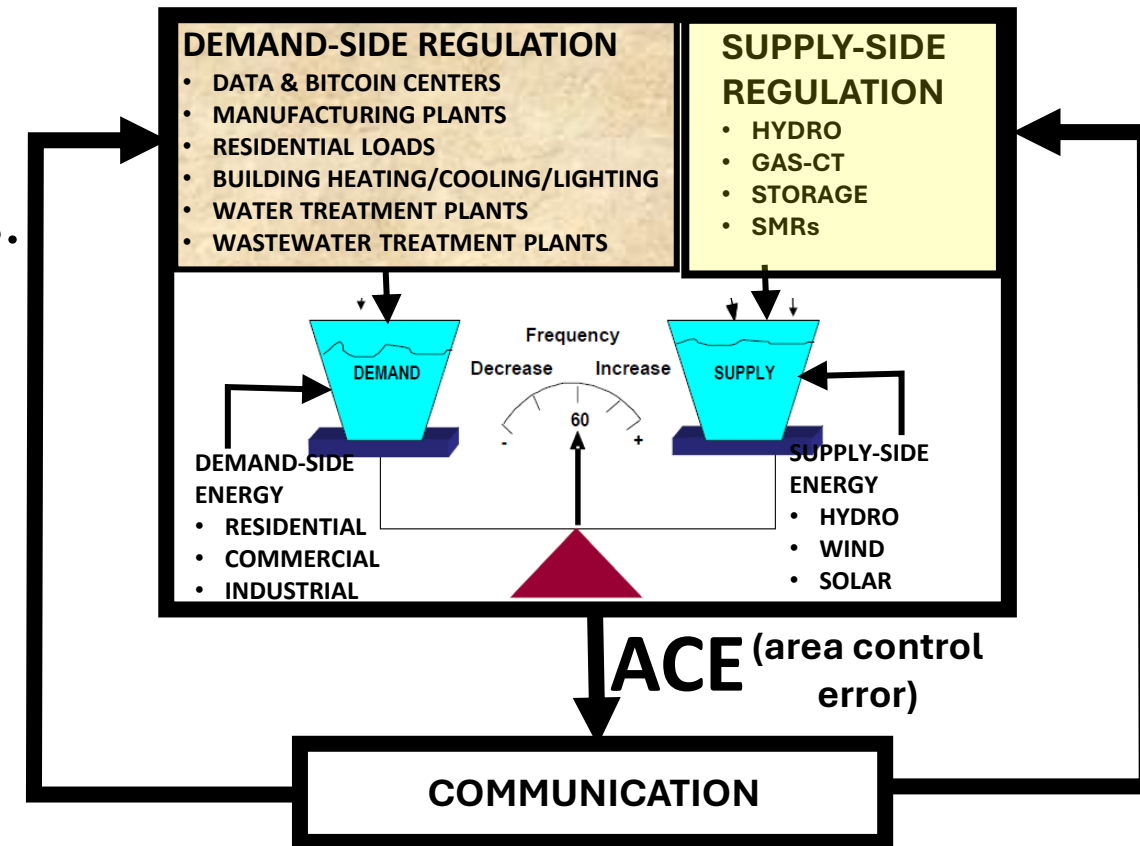 DEMAND-SIDE REGULATION
• DATA & BITCOIN CENTERS
• MANUFACTURING PLANTS
• RESIDENTIAL LOADS
• BUILDING HEATING/COOLING/LIGHTING
• WATER TREATMENT PLANTS
• WASTEWATER TREATMENT PLANTS
SUPPLY-SIDE
REGULATION
• HYDRO
• GAS-CT
• STORAGE
• SMRs
.
Frequency
Decrease Increase
DEMAND
SUPPLY
60
- +
DEMAND-SIDE
ENERGY
• RESIDENTIAL
• COMMERCIAL
• INDUSTRIAL
SUPPLY-SIDE
ENERGY
• HYDRO
• WIND
• SOLAR
ACE (area control
error)
COMMUNICATION